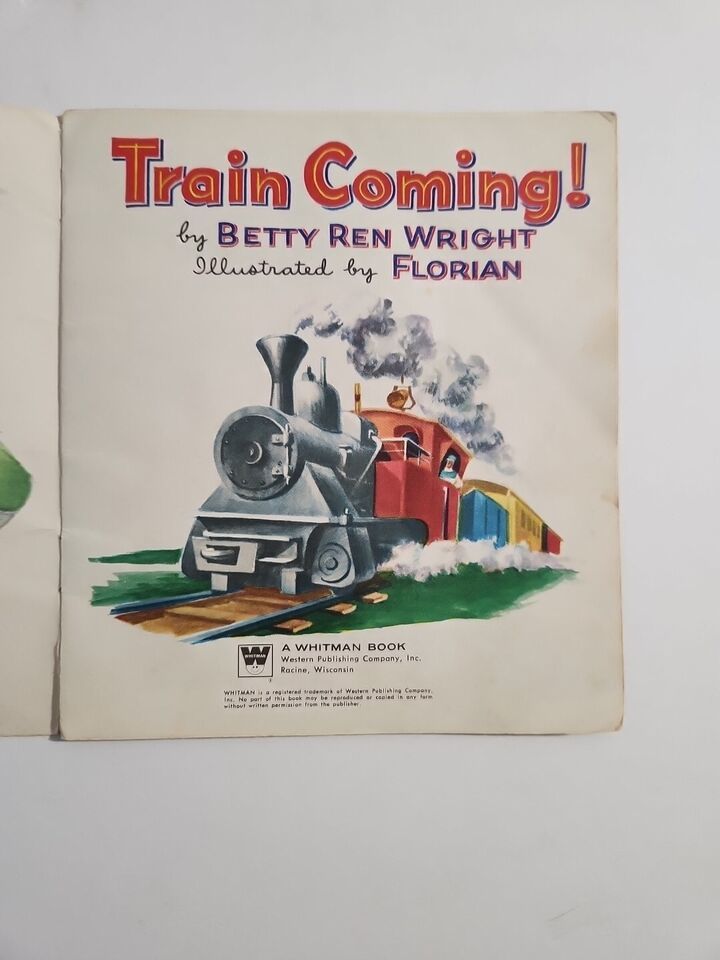 Train Coming!
by BETTY REN WRIGHT
Illustrated by FLORIAN
W
WHITMAN
®
A WHITMAN BOOK
Western Publishing Company, Inc.
Racine, Wisconsin
WHITMAN is a registered trademark of Western Publishing Company,
Inc. No part of this book may be reproduced or copied in any form
without written permission from the publisher.